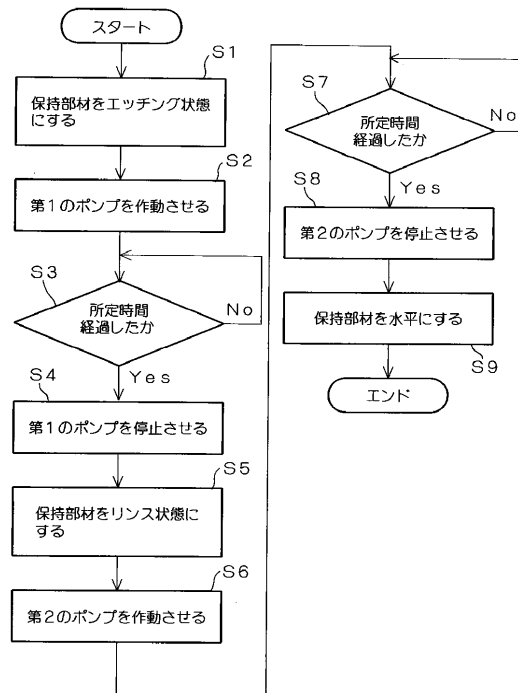 スタート
S1
保持部材をエッチング状態
にする
S2
第1のポンプを作動させる
S3
所定時間
経過したか
No
Yes
S4
第1のポンプを停止させる
S5
保持部材をリンス状態に
する
S6
第2のポンプを作動させる
S7
所定時間
経過したか
No
Yes
S8
第2のポンプを停止させる
保持部材を水平にする
S9
エンド